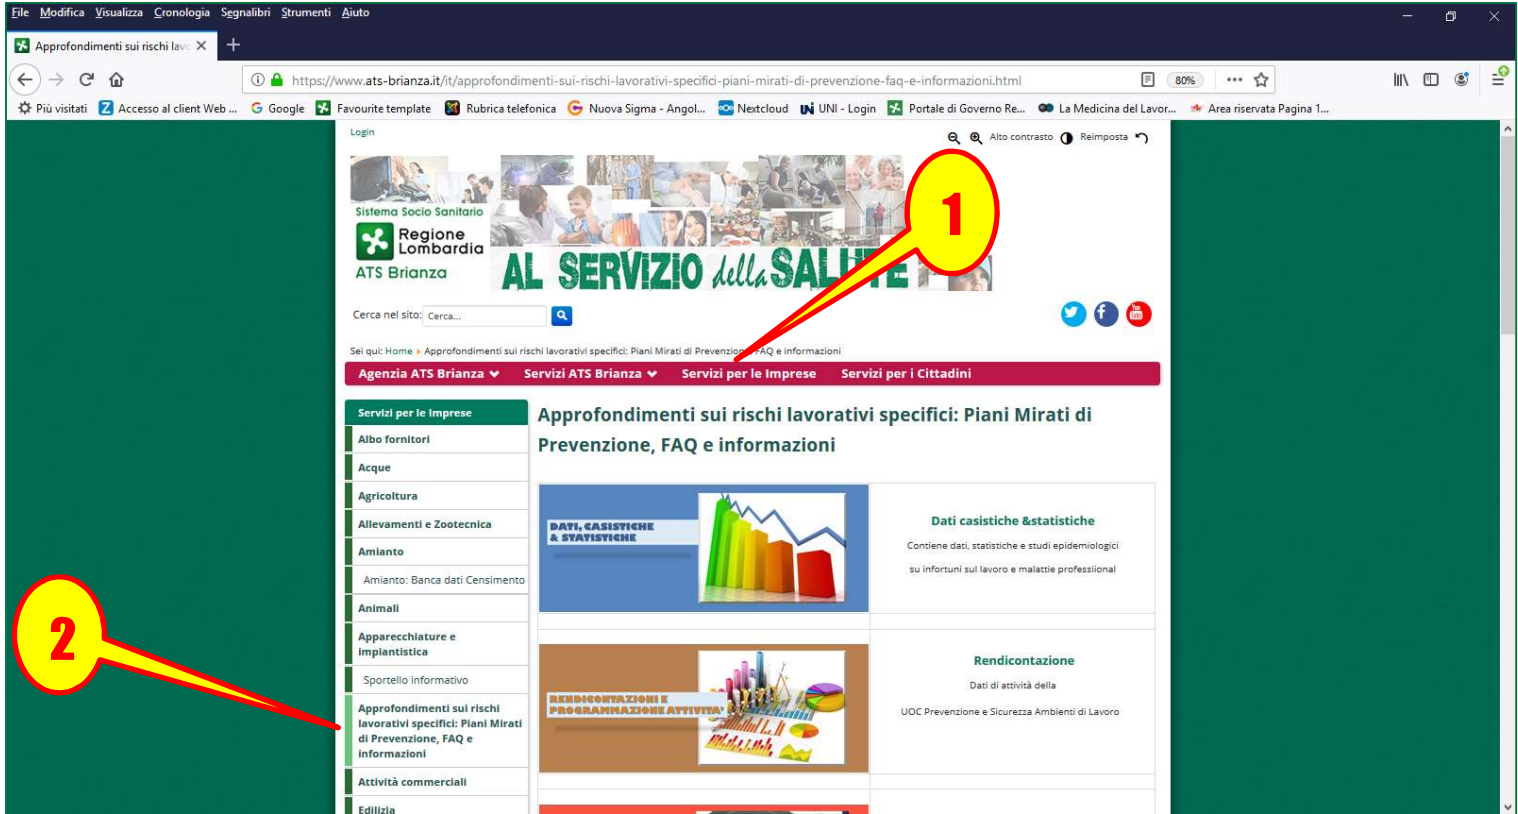 File Modifica Visualizza Cronologia Segnalibri Strumenti Aiuto
Approfondimenti sui rischi lavo
https://www.ats-brianza.it/it/approfondimenti-sui-rischi-lavorativi-specifici-piani-mirati-di-prevenzione-faq-e-informazioni.html
80%
Più visitati Accesso al client Web ... Google Favourite template Rubrica telefonica Nuova Sigma - Angol... Nextcloud UNI - Login Portale di Governo Re... La Medicina del Lavor... Area riservata Pagina 1...
Login
Alto contrasto Reimposta
1
Sistema Socio Sanitario
Regione
Lombardia
ATS Brianza
AL SERVIZIO della SALUTE
Cerca nel sito: Cerca...
Sei qui: Home Approfondimenti sui rischi lavorativi specifici: Piani Mirati di Prevenzione, FAQ e informazioni
Agenzia ATS Brianza Servizi ATS Brianza Servizi per le Imprese Servizi per i Cittadini
Servizi per le Imprese
Albo fornitori
Acque
Agricoltura
Allevamenti e Zootecnica
Amianto
Amianto: Banca dati Censimento
Animali
Apparecchiature e
impiantistica
Sportello informativo
Approfondimenti sui rischi
lavorativi specifici: Piani Mirati
di Prevenzione, FAQ e
informazioni
Attività commerciali
Edilizia
2
Approfondimenti sui rischi lavorativi specifici: Piani Mirati di
Prevenzione, FAQ e informazioni
DATI, CASISTICHE
& STATISTICHE
Dati casistiche &statistiche
Contiene dati, statistiche e studi epidemiologici
su infortuni sul lavoro e malattie professiional
RENDICONTAZIONI E
PROGRAMMAZIONE ATTIVITA'
Rendicontazione
Dati di attività della
UOC Prevenzione e Sicurezza Ambienti di Lavoro